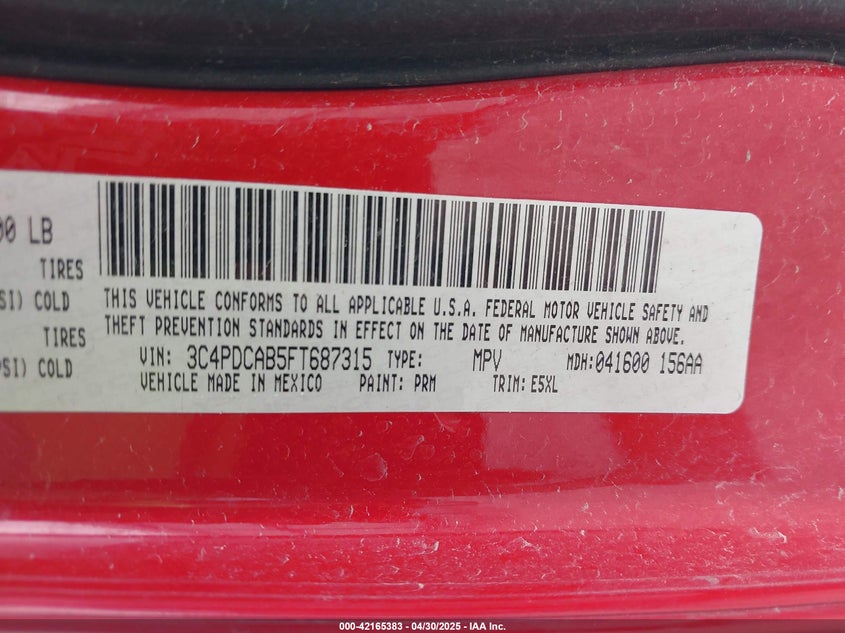 00 LB
TIRES
SI) COLD
TIRES
PSI) COLD
THIS VEHICLE CONFORMS TO ALL APPLICABLE U.S.A. FEDERAL MOTOR VEHICLE SAFETY AND
THEFT PREVENTION STANDARDS IN EFFECT ON THE DATE OF MANUFACTURE SHOWN ABOVE.
VIN: 3C4PDCAB5FT687315 TYPE: MPV MDH:041600 156AA
VEHICLE MADE IN MEXICO PAINT: PRM TRIM: E5XL
000-42165383 - 04/30/2025 - IAA Inc.